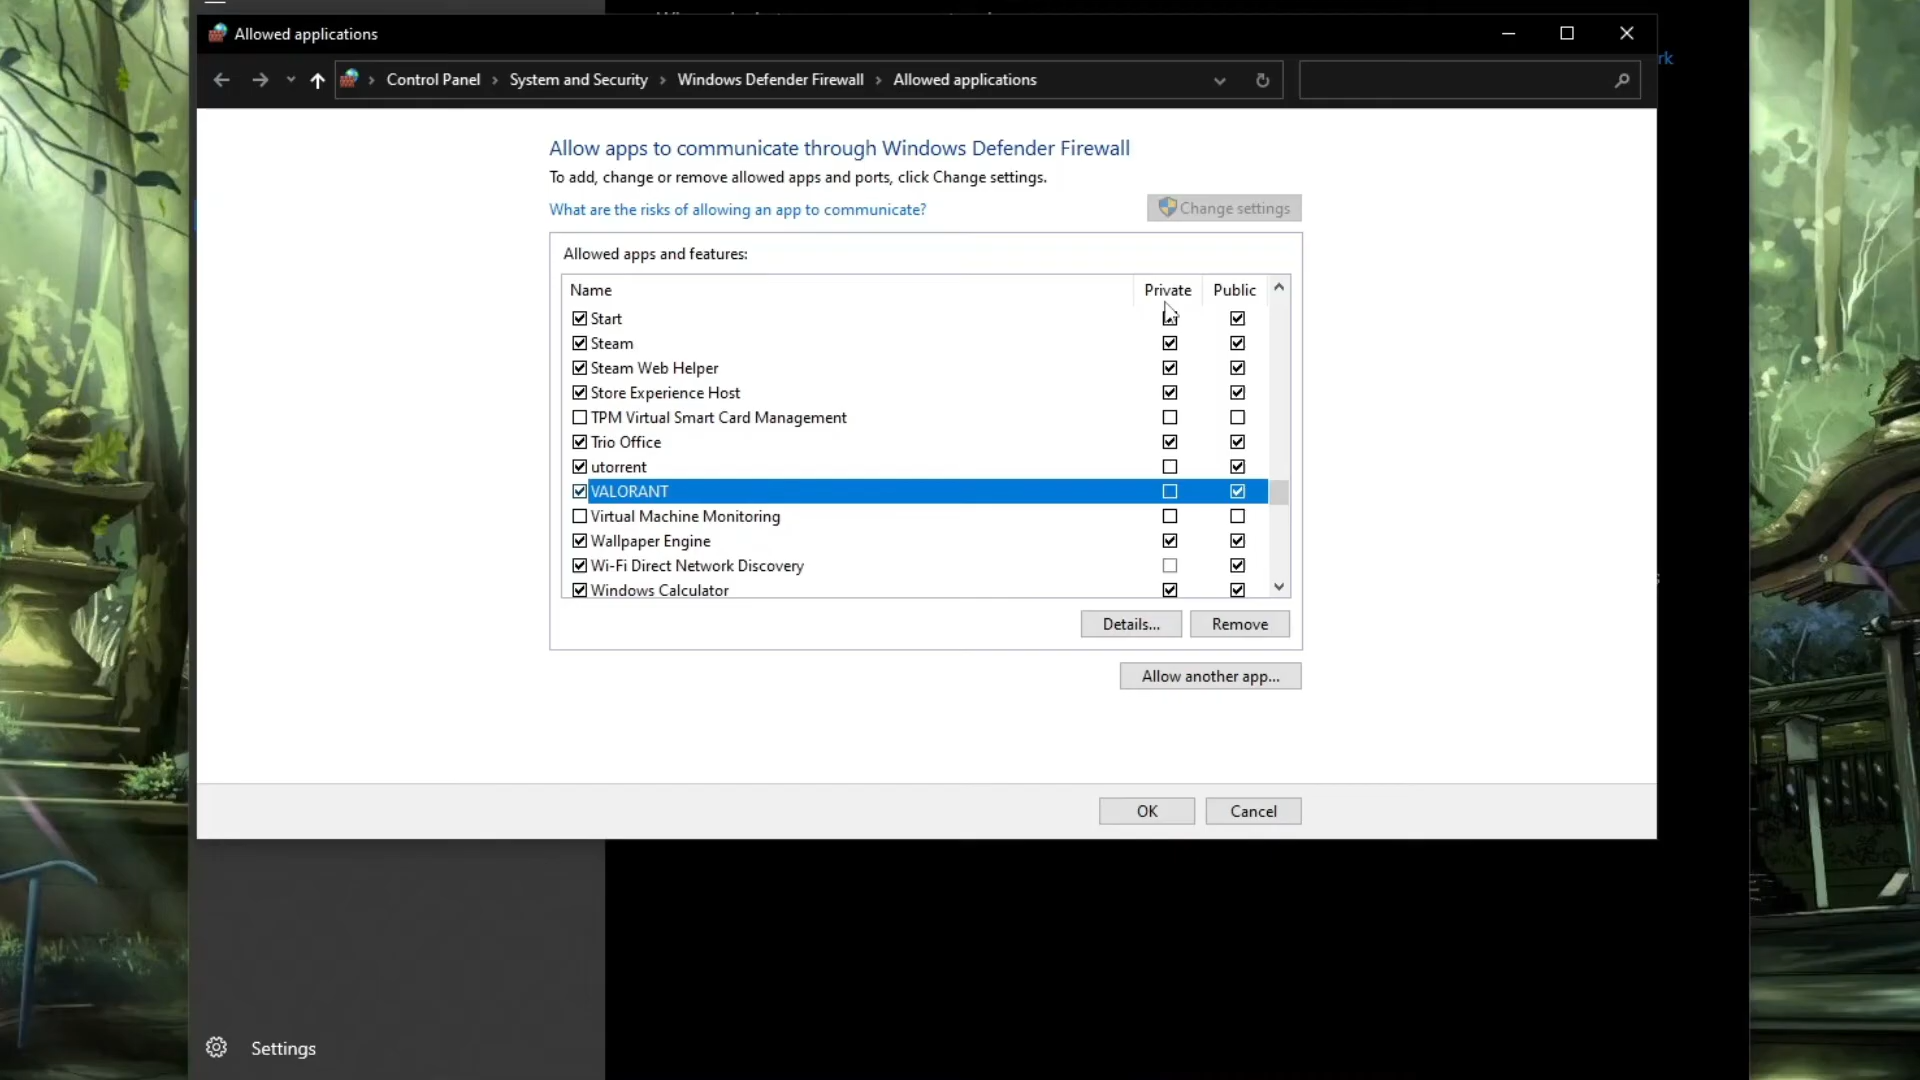 Allowed applications
rk
Control Panel > System and Security > Windows Defender Firewall > Allowed applications
Allow apps to communicate through Windows Defender Firewall
To add, change or remove allowed apps and ports, click Change settings.
What are the risks of allowing an app to communicate?
Change settings
Allowed apps and features:
Name Private Public
Start
Steam
Steam Web Helper
Store Experience Host
TPM Virtual Smart Card Management
Trio Office
utorrent
VALORANT
Virtual Machine Monitoring
Wallpaper Engine
Wi-Fi Direct Network Discovery
Windows Calculator
Details... Remove
Allow another app...
OK Cancel
Settings